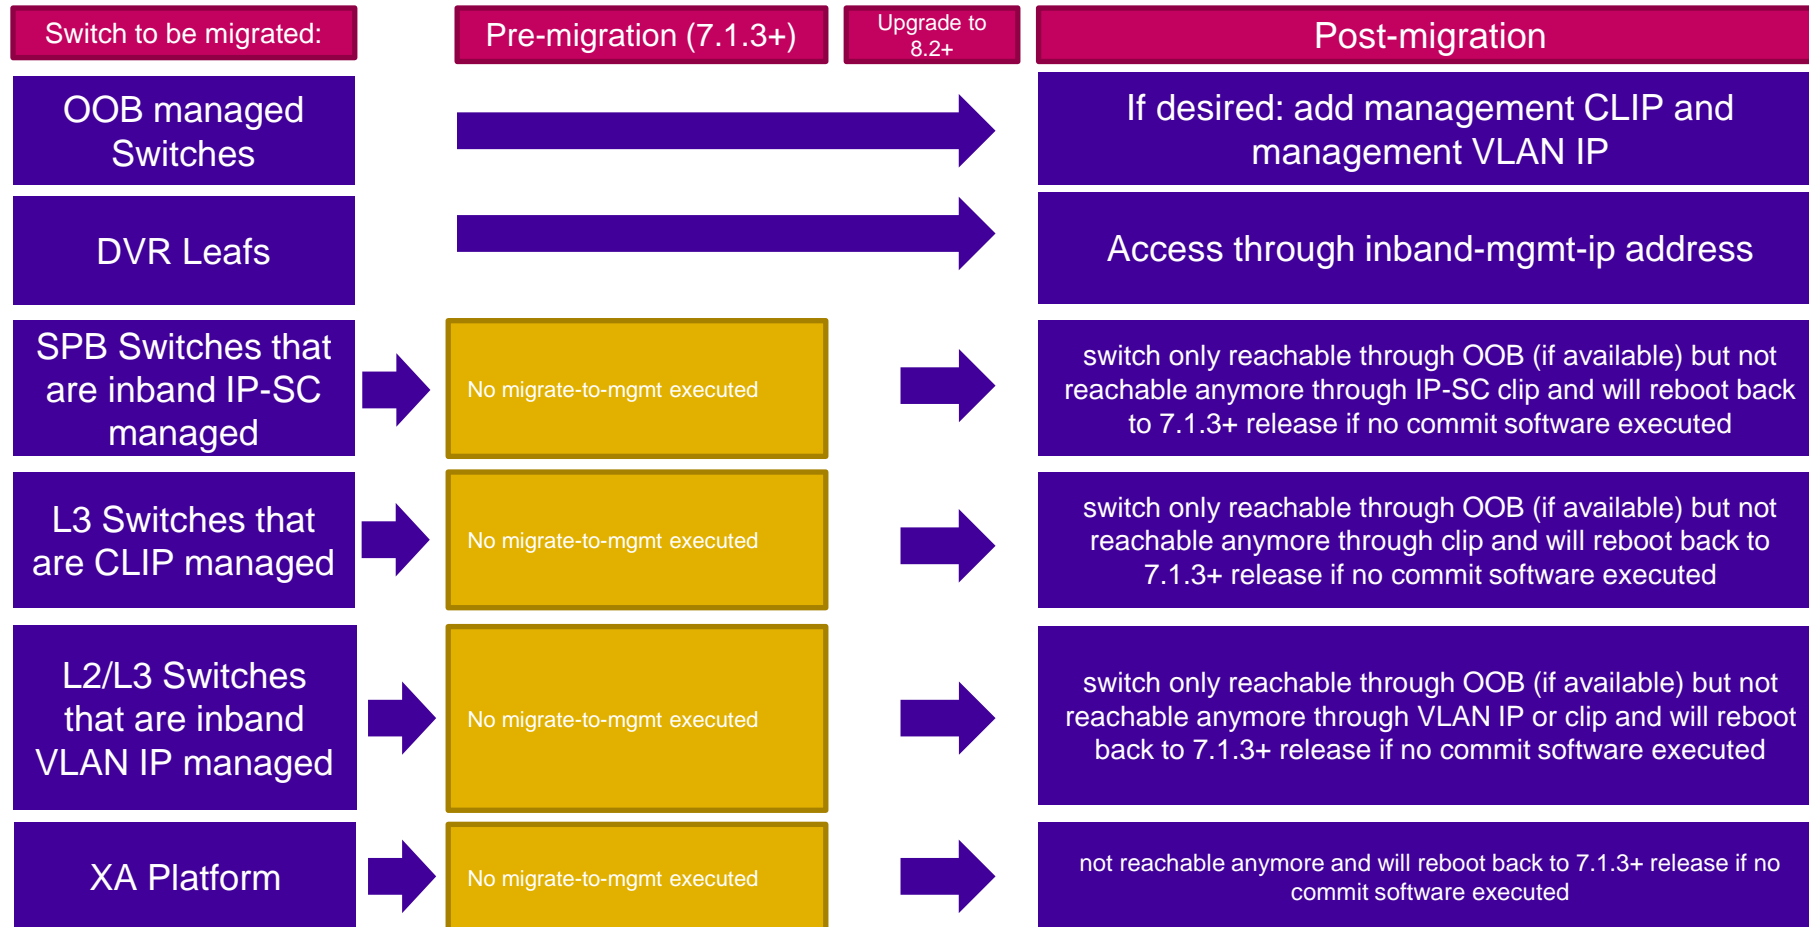 Switch to be migrated:
Pre-migration (7.1.3+)
Upgrade to
8.2+
Post-migration
OOB managed
Switches
If desired: add management CLIP and
management VLAN IP
DVR Leafs
Access through inband-mgmt-ip address
SPB Switches that
are inband IP-SC
managed
No migrate-to-mgmt executed
switch only reachable through OOB (if available) but not
reachable anymore through IP-SC clip and will reboot back
to 7.1.3+ release if no commit software executed
L3 Switches that
are CLIP managed
No migrate-to-mgmt executed
switch only reachable through OOB (if available) but not
reachable anymore through clip and will reboot back to
7.1.3+ release if no commit software executed
L2/L3 Switches
that are inband
VLAN IP managed
No migrate-to-mgmt executed
switch only reachable through OOB (if available) but not
reachable anymore through VLAN IP or clip and will reboot
back to 7.1.3+ release if no commit software executed
XA Platform
No migrate-to-mgmt executed
not reachable anymore and will reboot back to 7.1.3+ release if no
commit software executed